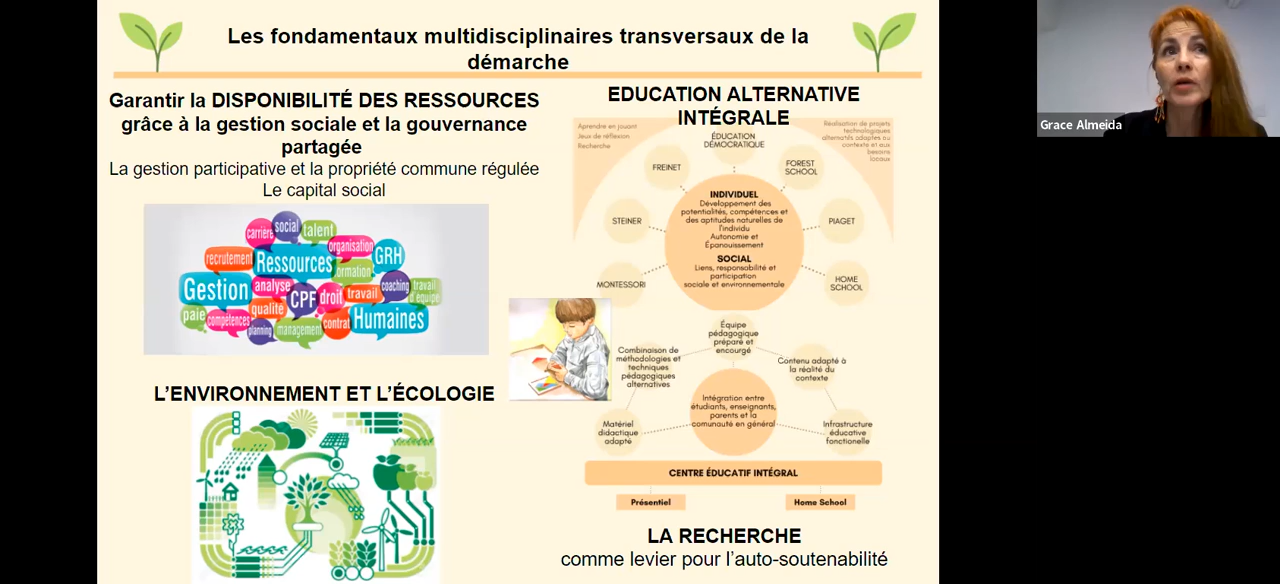 Les fondamentaux multidisciplinaires transversaux de la
démarche
Garantir la DISPONIBILITÉ DES RESSOURCES
grâce à la gestion sociale et la gouvernance
partagée
La gestion participative et la propriété commune régulée
Le capital social
carrière
social
talent
organisation
recrutement
Ressources
formation
GRH
Gestion
analyse
CPF
droit
travail
coaching
travail
d'équipe
paie
compétences
qualité
planning
management
contrat
Humaines
L'ENVIRONNEMENT ET L'ÉCOLOGIE
EDUCATION ALTERNATIVE
INTÉGRALE
Aprendre en jouant
Jeux de réflexion
Recherche
Réalisation de projets
technologiques
alternatifs adaptés au
contexte et aux
besoins
locaux
ÉDUCATION
DÉMOCRATIQUE
FREINET
FOREST
SCHOOL
STEINER
PIAGET
MONTESSORI
HOME
SCHOOL
INDIVIDUEL
Développement des
potentialités, compétences et
des aptitudes naturelles de
l'individu
Autonomie et
Épanouissement
SOCIAL
Liens, responsabilité et
participation
sociale et environnementale
Équipe
pédagogique
préparé et
encourgé
Combinaison de
méthodologies et
techniques
pédagogiques
alternatives
Contenu adapté à
la réalité du
contexte
Intégration entre
étudiants, enseignants,
parents et la
comunauté en général
Matériel
didactique
adapté
Infrastructure
éducative
fonctionelle
CENTRE ÉDUCATIF INTÉGRAL
Présentiel
Home School
LA RECHERCHE
comme levier pour l'auto-soutenabilité
Grace Almeida